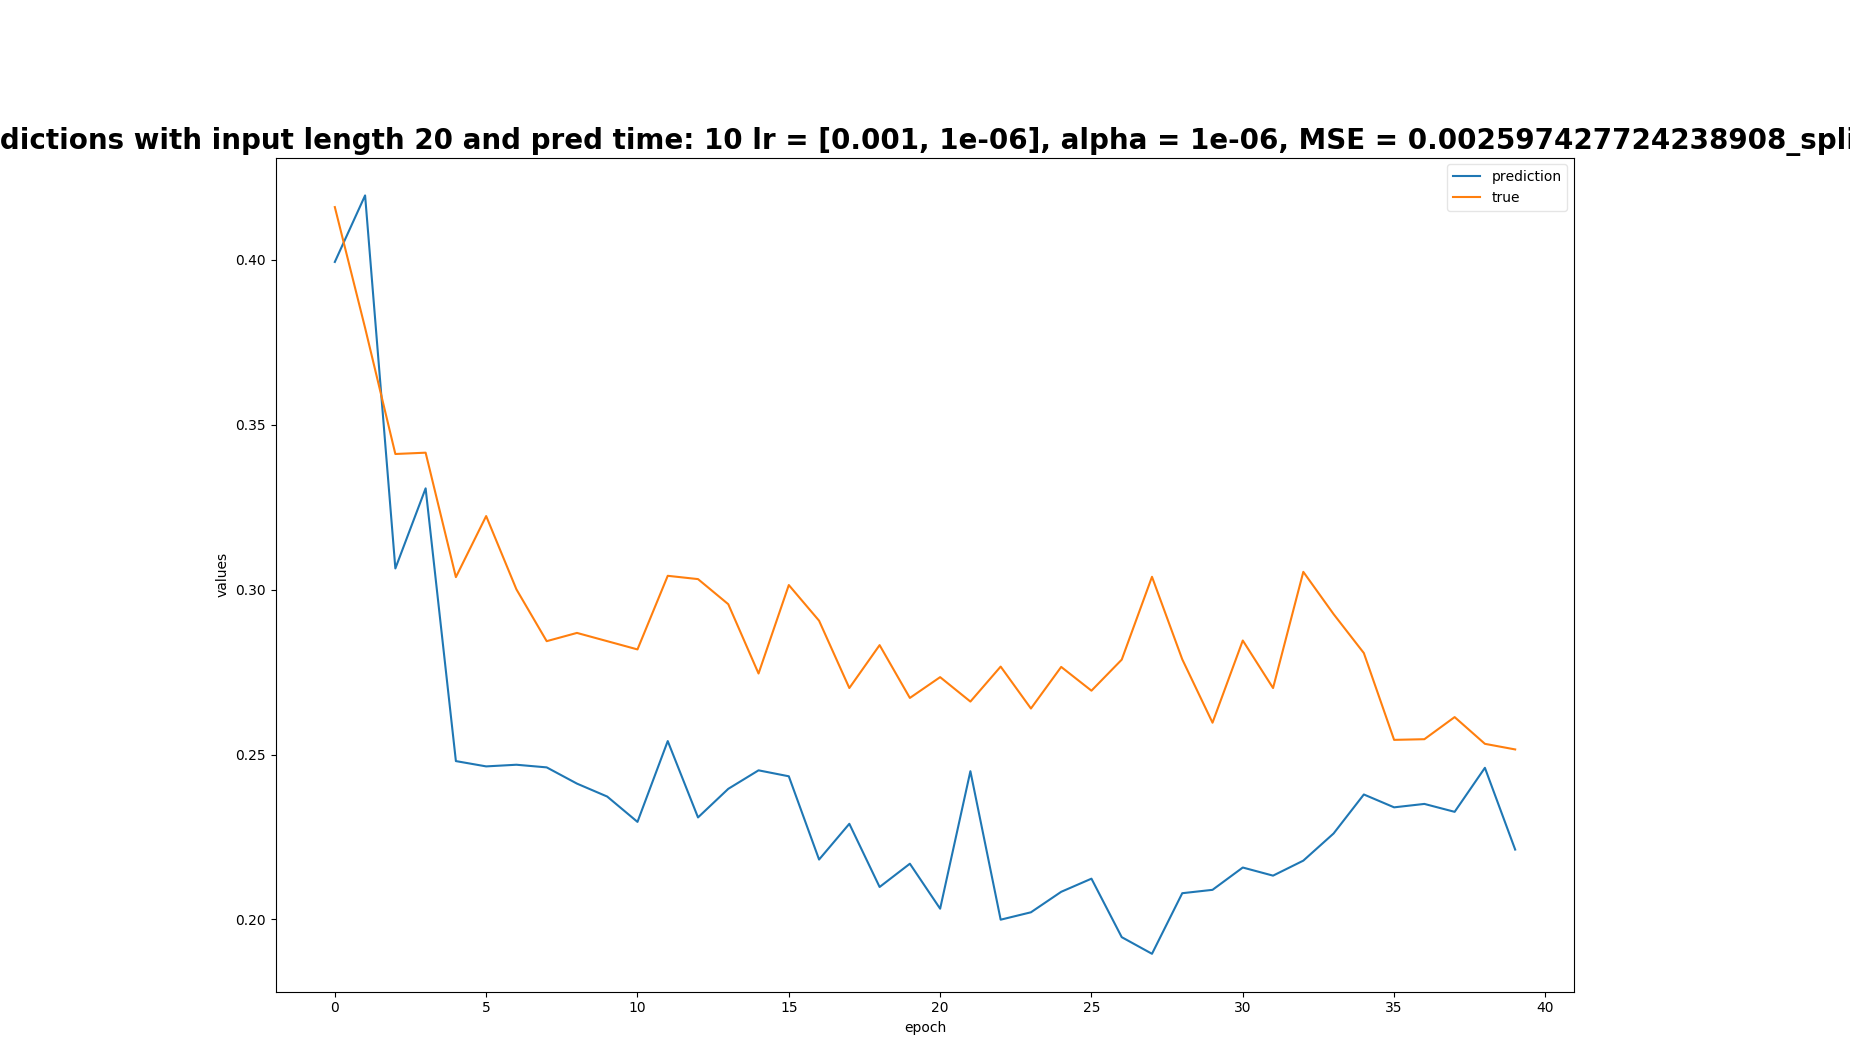 dictions with input length 20 and pred time: 10 lr = [0.001, 1e-06], alpha = 1e-06, MSE = 0.002597427724238908_spli
prediction
true
0.40
0.35
0.30
0.25
0.20
values
0 5 10 15 20 25 30 35 40
epoch